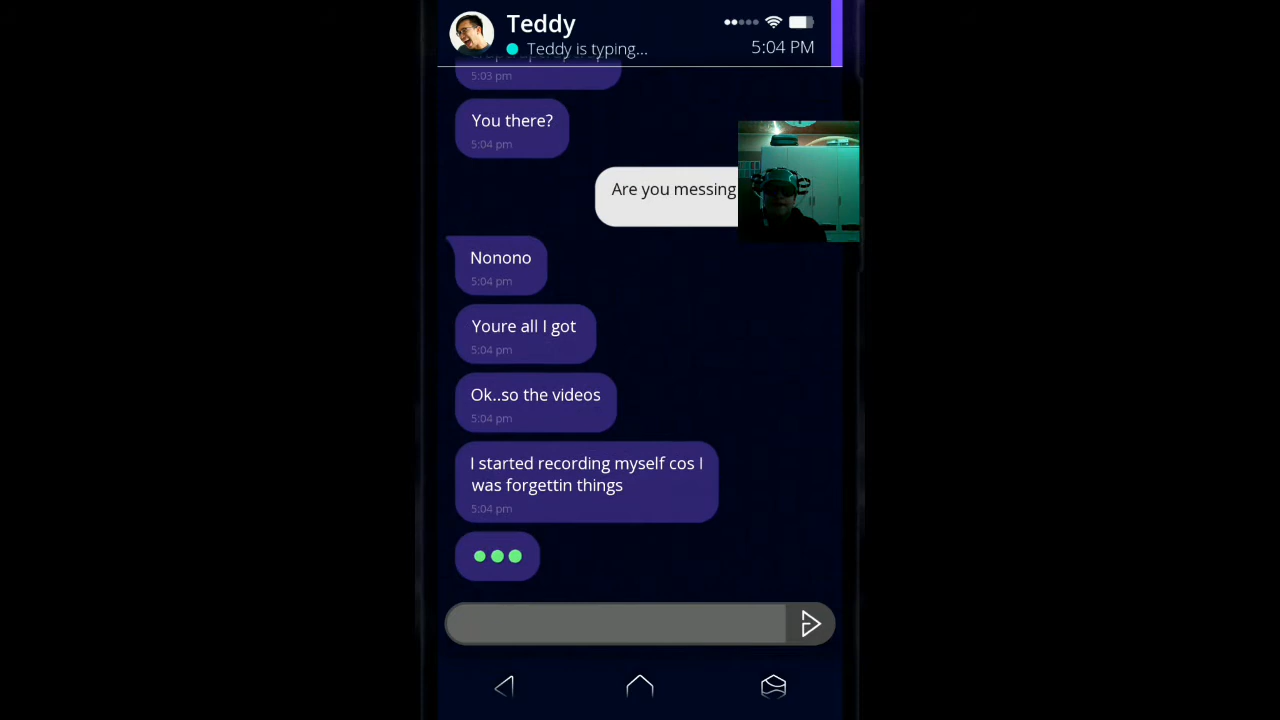 Teddy
Teddy is typing...
5:04 PM
5:03 pm
You there?
5:04 pm
Are you messing
Nonono
5:04 pm
Youre all I got
5:04 pm
Ok..so the videos
5:04 pm
I started recording myself cos I
was forgettin things
5:04 pm